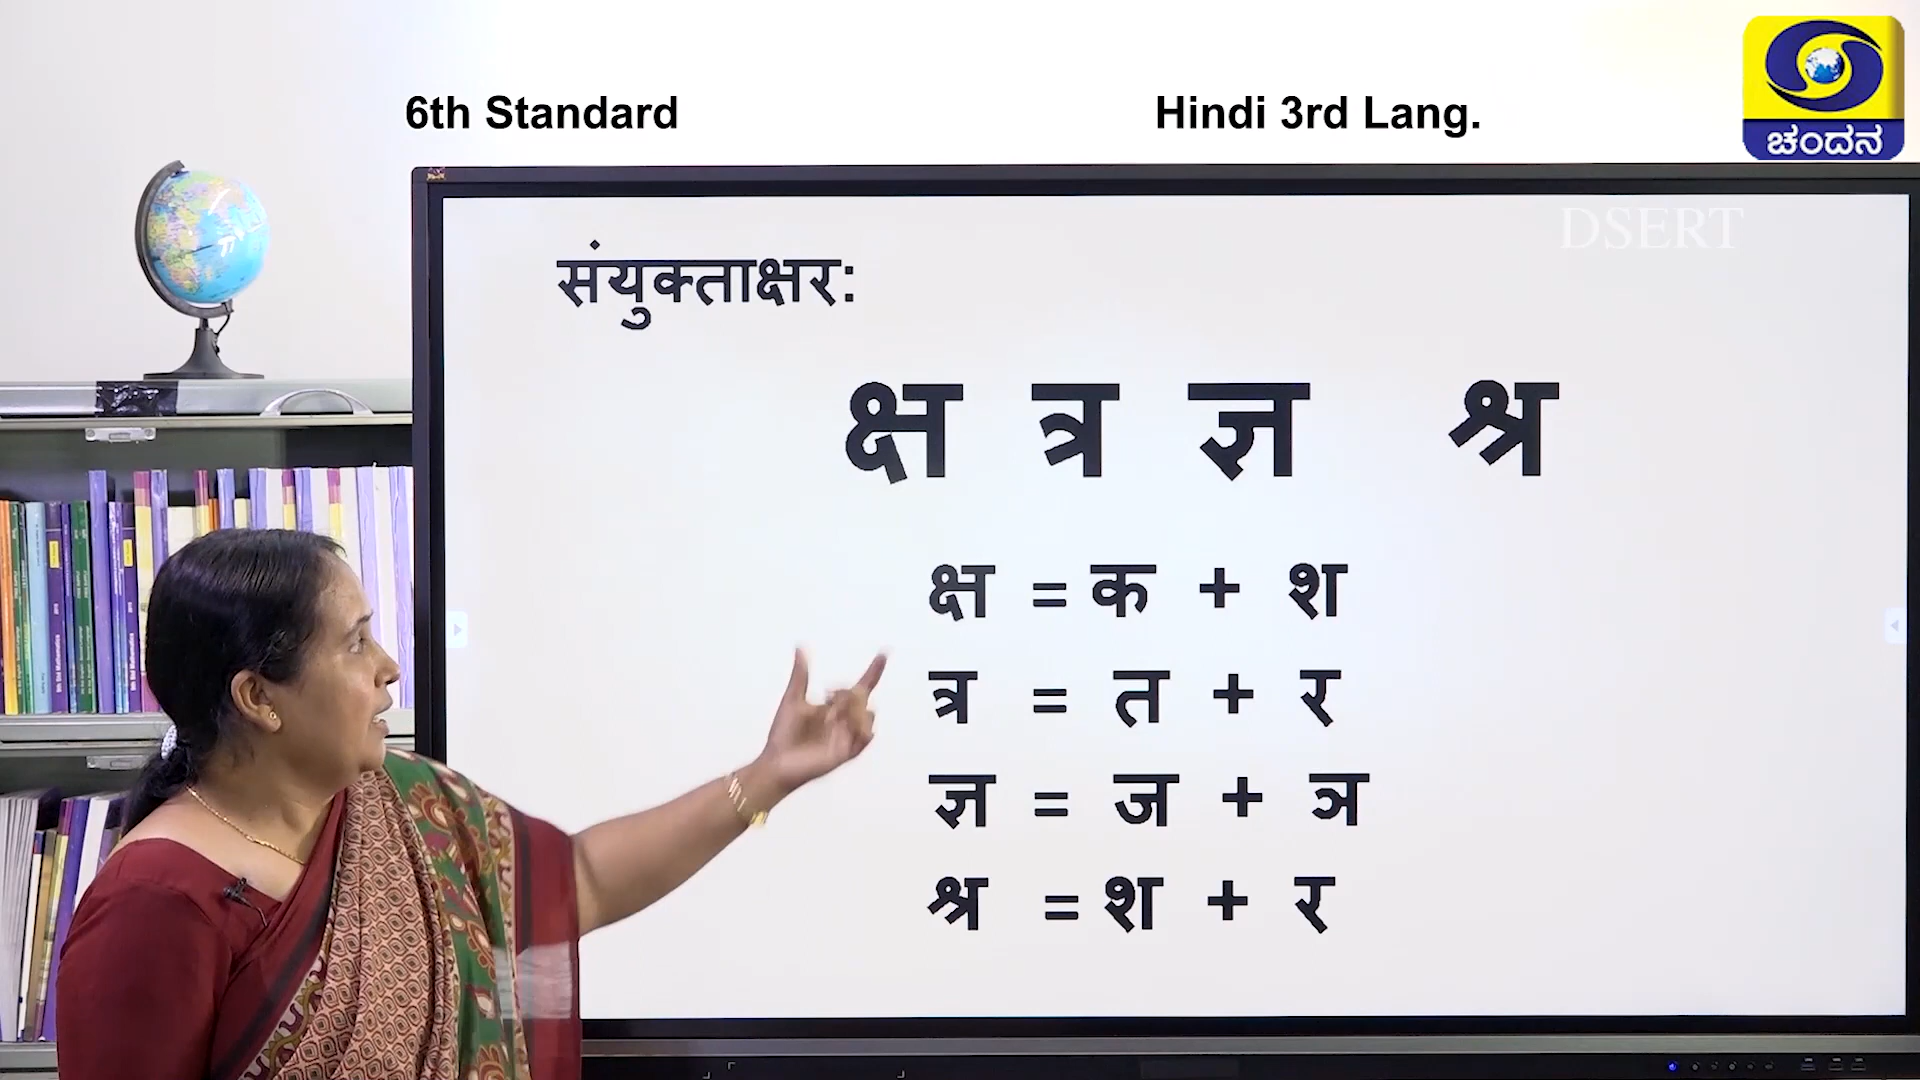 6th Standard Hindi 3rd Lang.
ಚಂದನ
DSERT
संयुक्ताक्षर:
क्ष त्र ज्ञ श्र
क्ष = क + श
त्र = त + र
ज्ञ = ज + ञ
श्र = श + र